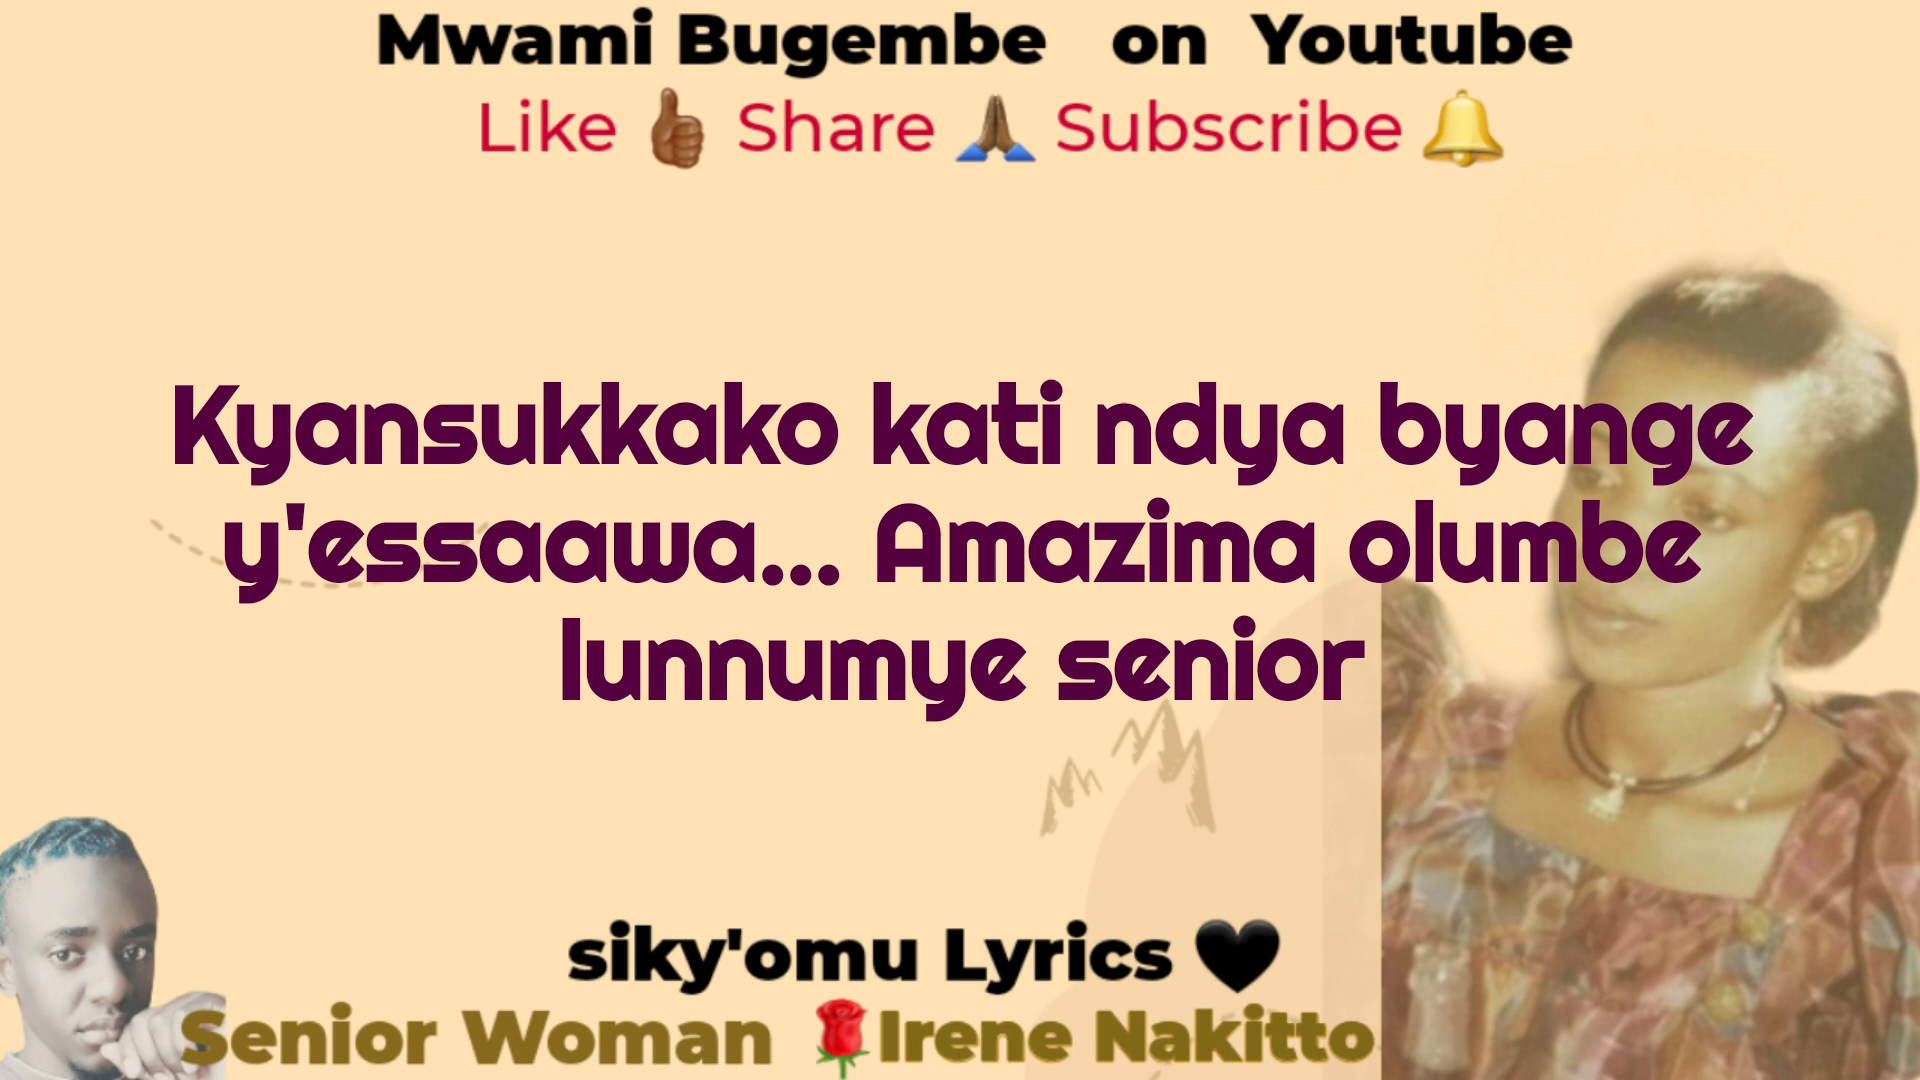 Mwami Bugembe on Youtube
Like 👍🏾 Share 🙏🏾 Subscribe 🔔
Kyansukkako kati ndya byange
y'essaawa... Amazima olumbe
lunnumye senior
siky'omu Lyrics 🖤
Senior Woman 🌹Irene Nakitto